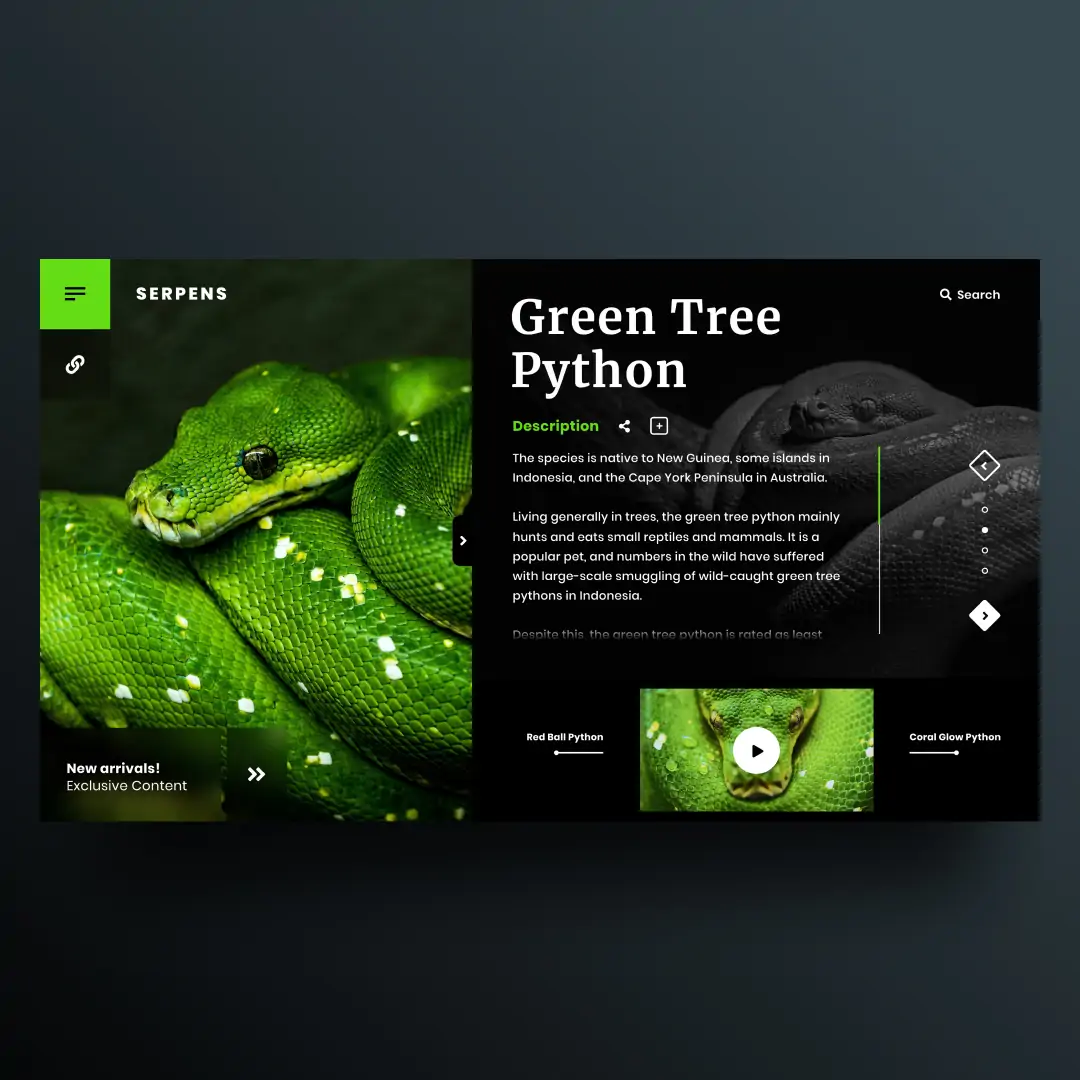 SERPENS
Search
Green Tree
Python
Description
The species is native to New Guinea, some islands in
Indonesia, and the Cape York Peninsula in Australia.
Living generally in trees, the green tree python mainly
hunts and eats small reptiles and mammals. It is a
popular pet, and numbers in the wild have suffered
with large-scale smuggling of wild-caught green tree
pythons in Indonesia.
Despite this, the green tree python is rated as least
New arrivals!
Exclusive Content
Red Ball Python
Coral Glow Python